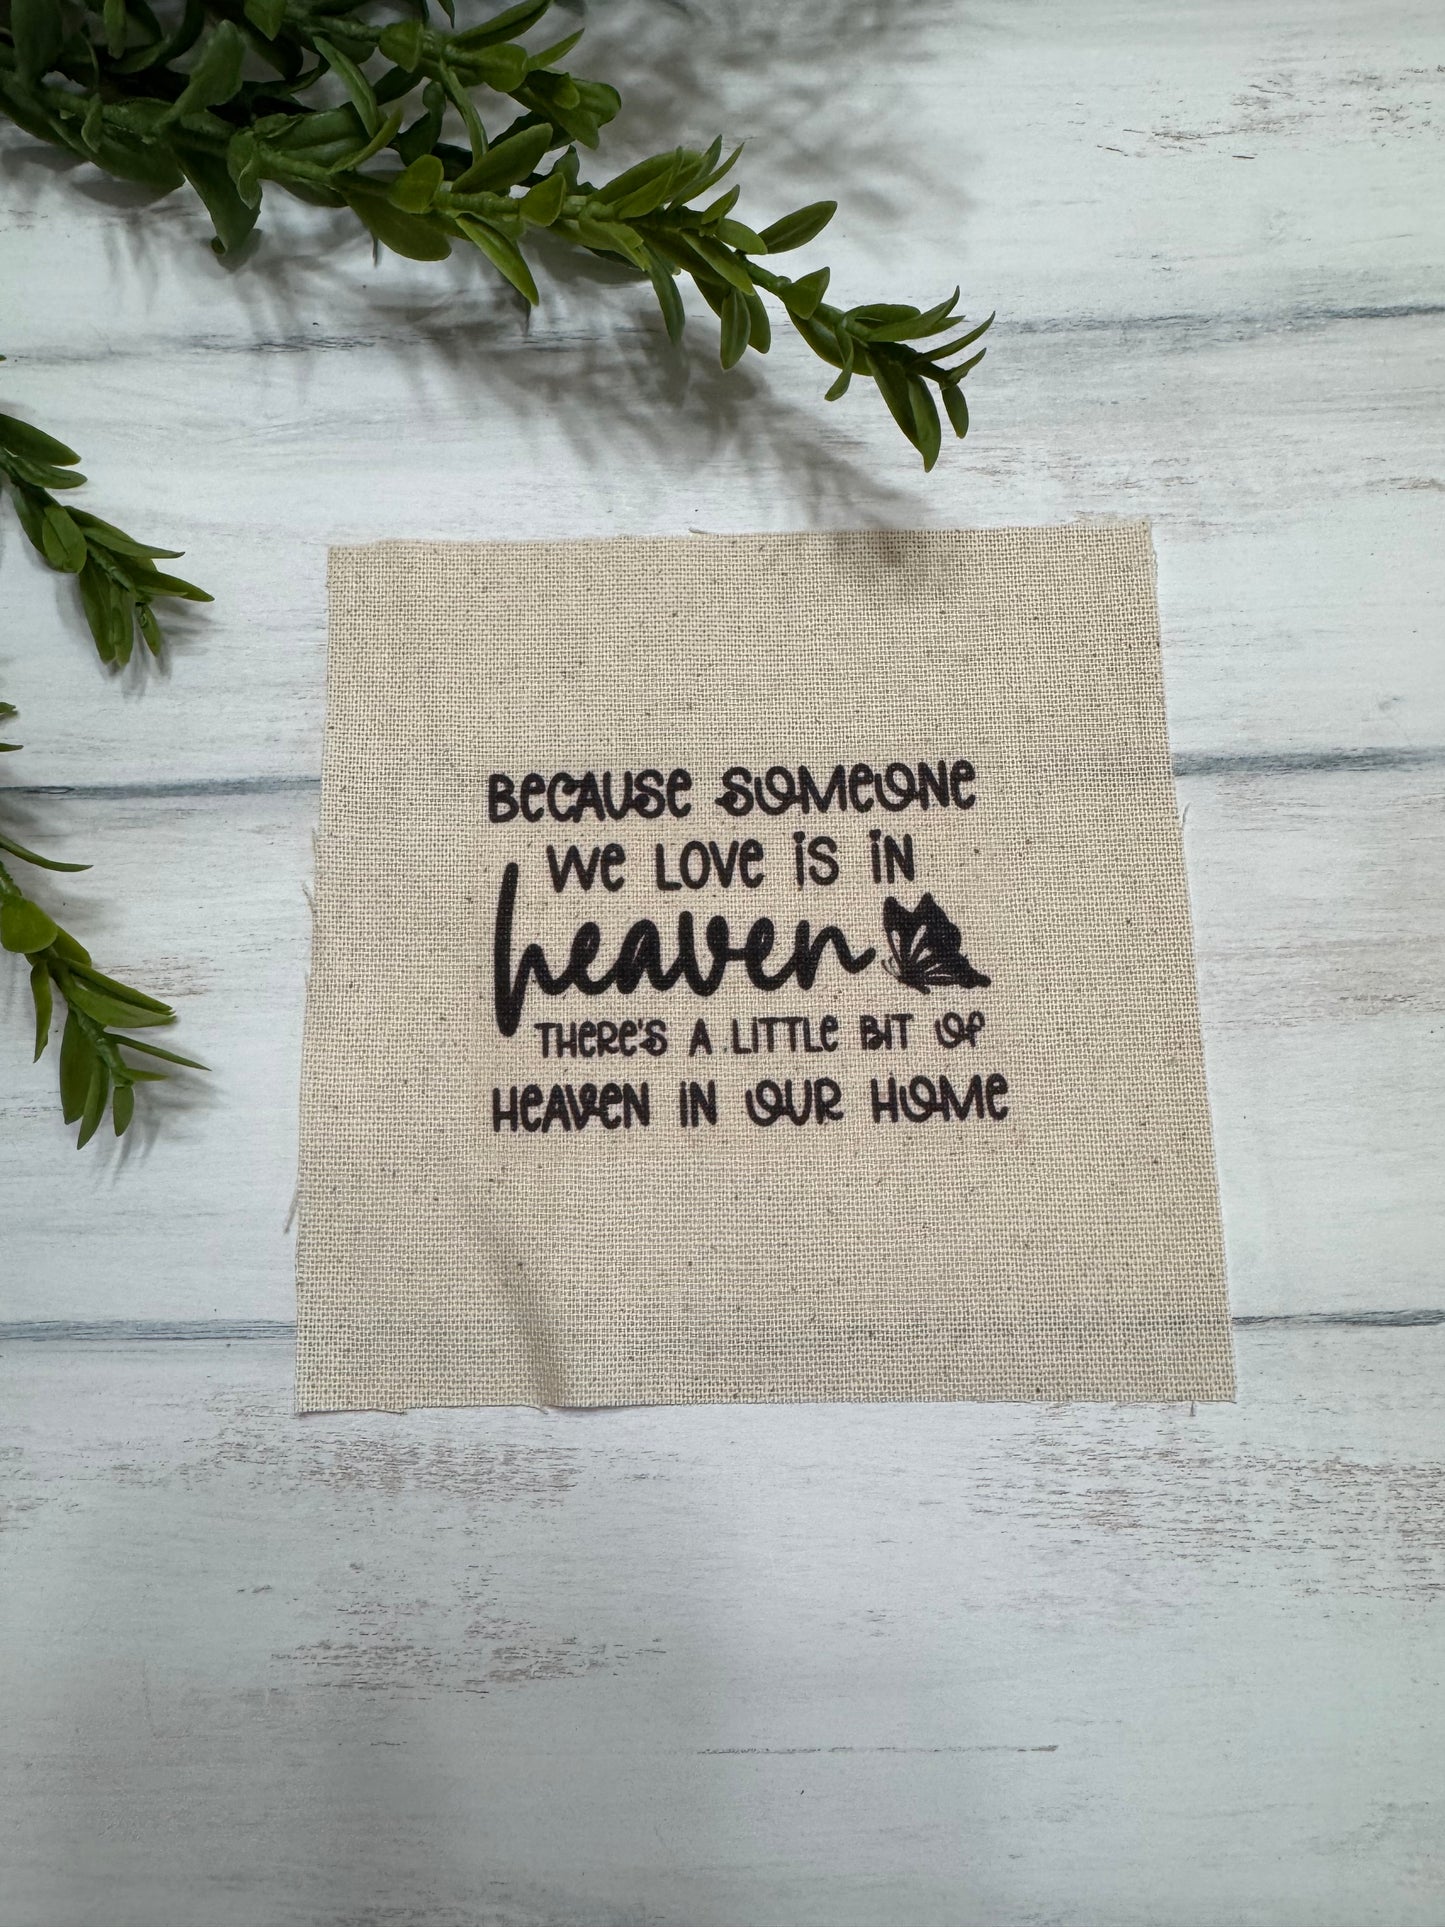 BeCAUSe SOMeONe
We LOVe iS iN
heaven
THeRe'S A LITTLe BIT OF
HeAVeN IN OUR HOMe